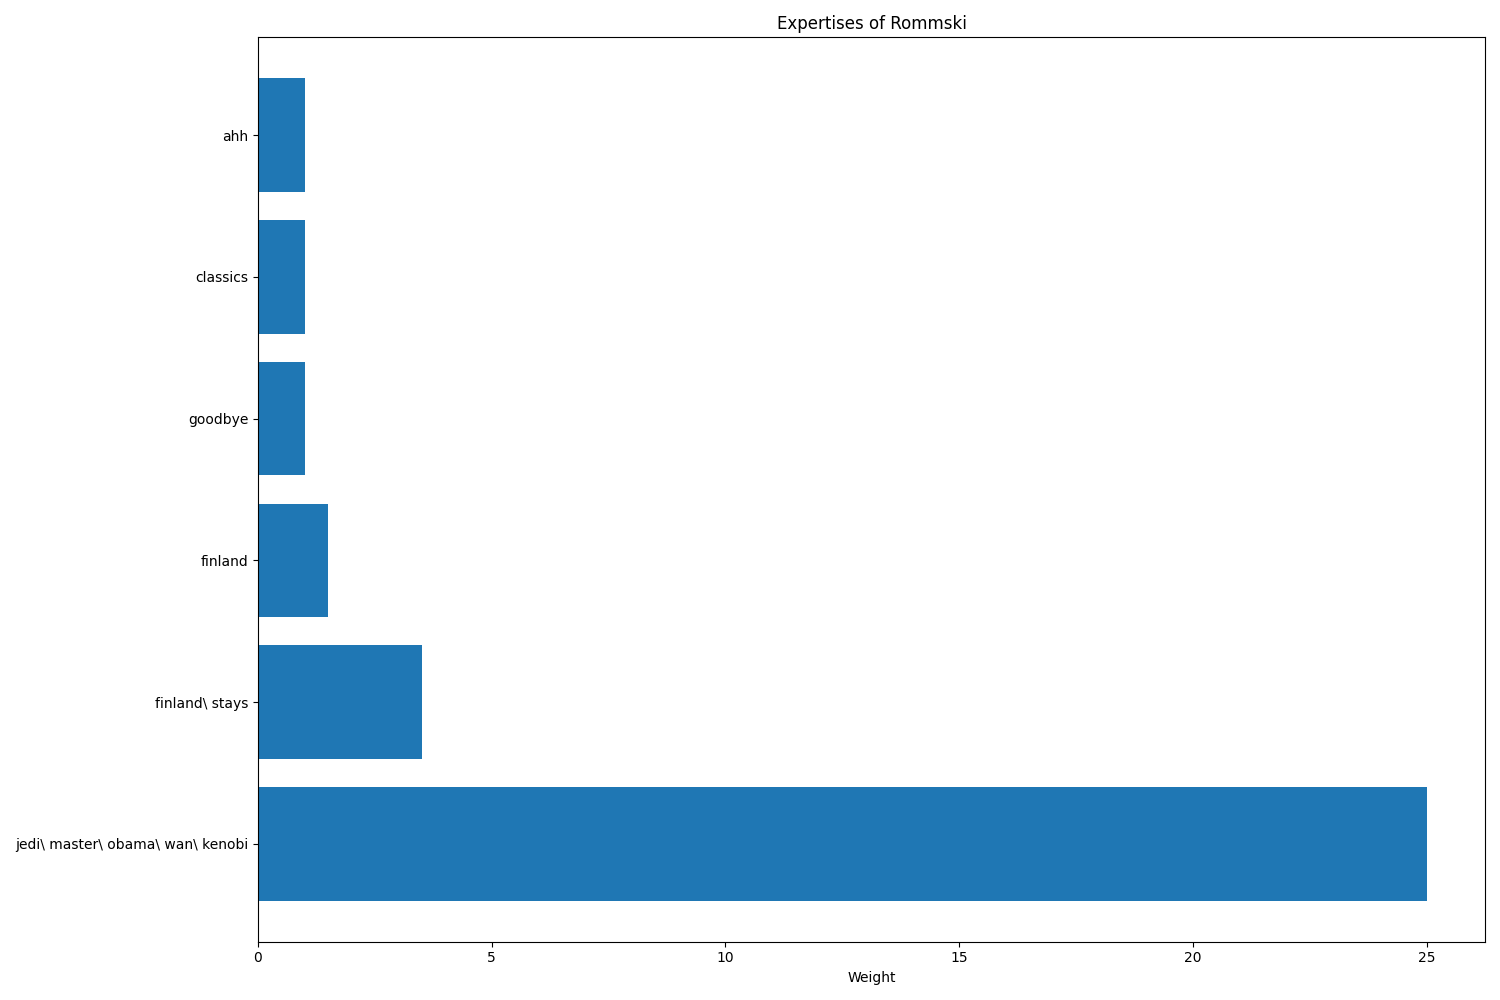 Expertises of Rommski
ahh
classics
goodbye
finland
finland\ stays
jedi\ master\ obama\ wan\ kenobi
0 5 10 15 20 25
Weight